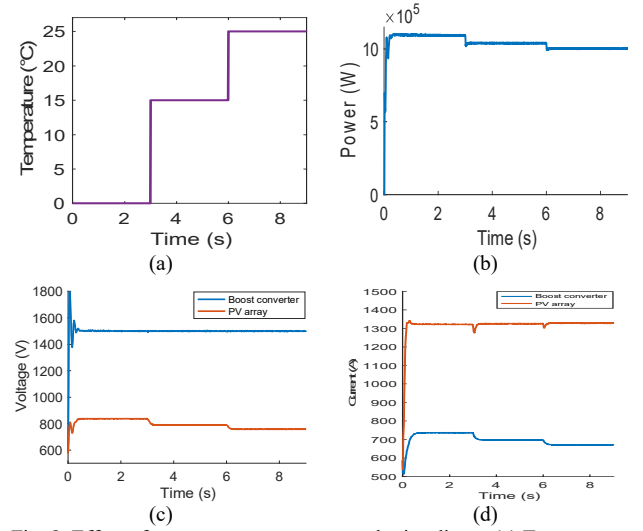 25
20
15
10
5
0
Temperature (°C)
0 2 4 6 8
Time (s)
(a)
× 10⁵
10
5
0
Power (W)
0 2 4 6 8
Time (s)
(b)
1800
1600
1400
1200
1000
800
600
Voltage (V)
Boost converter
PV array
0 2 4 6 8
Time (s)
(c)
1500
1400
1300
1200
1100
1000
900
800
700
600
500
Current (A)
Boost converter
PV array
0 2 4 6 8
Time (s)
(d)